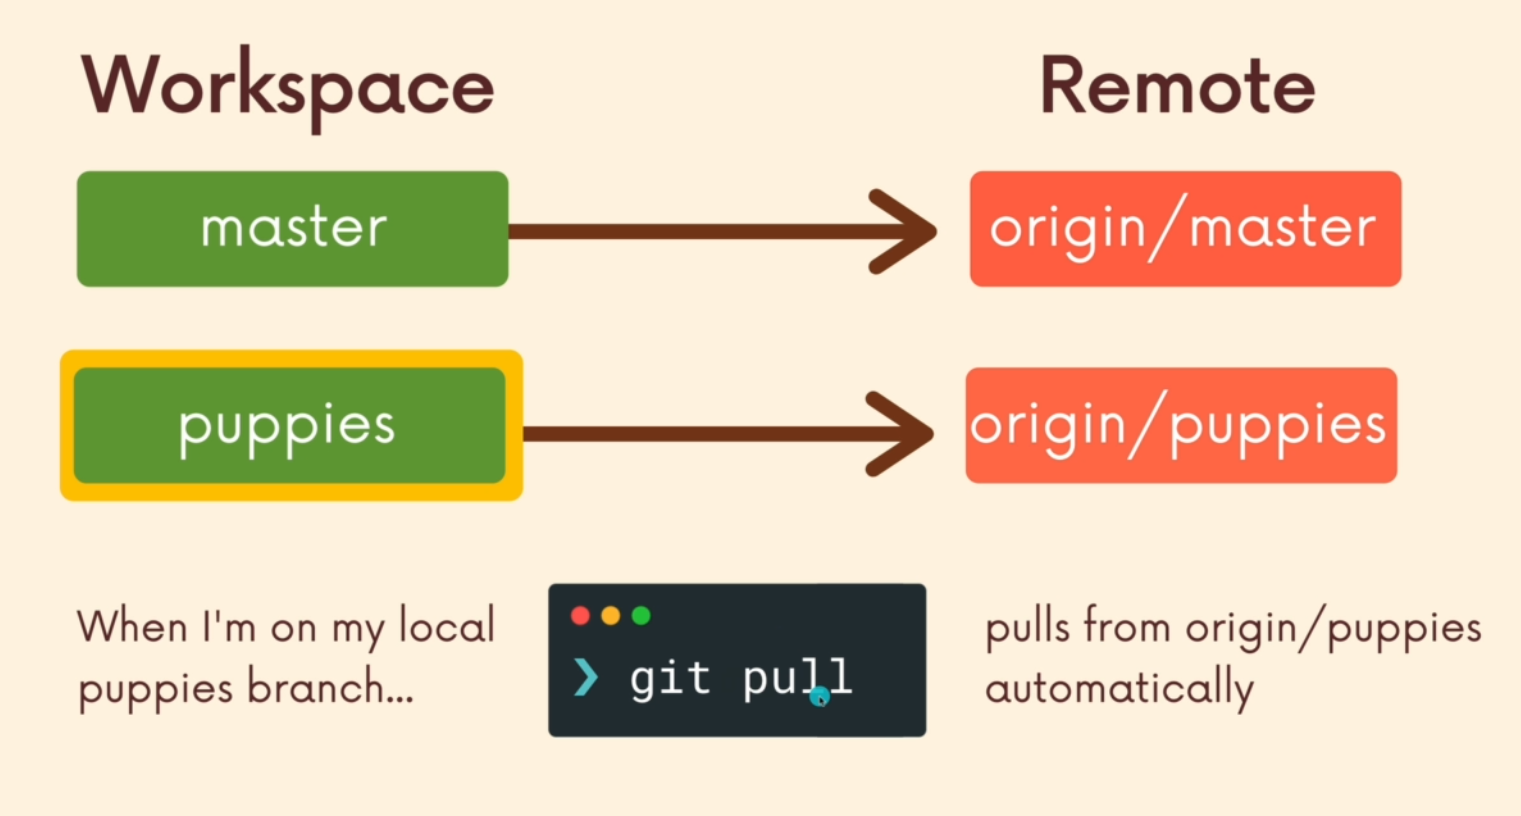 Workspace
Remote
master
origin/master
puppies
origin/puppies
When I'm on my local
puppies branch...
❯ git pull
pulls from origin/puppies
automatically